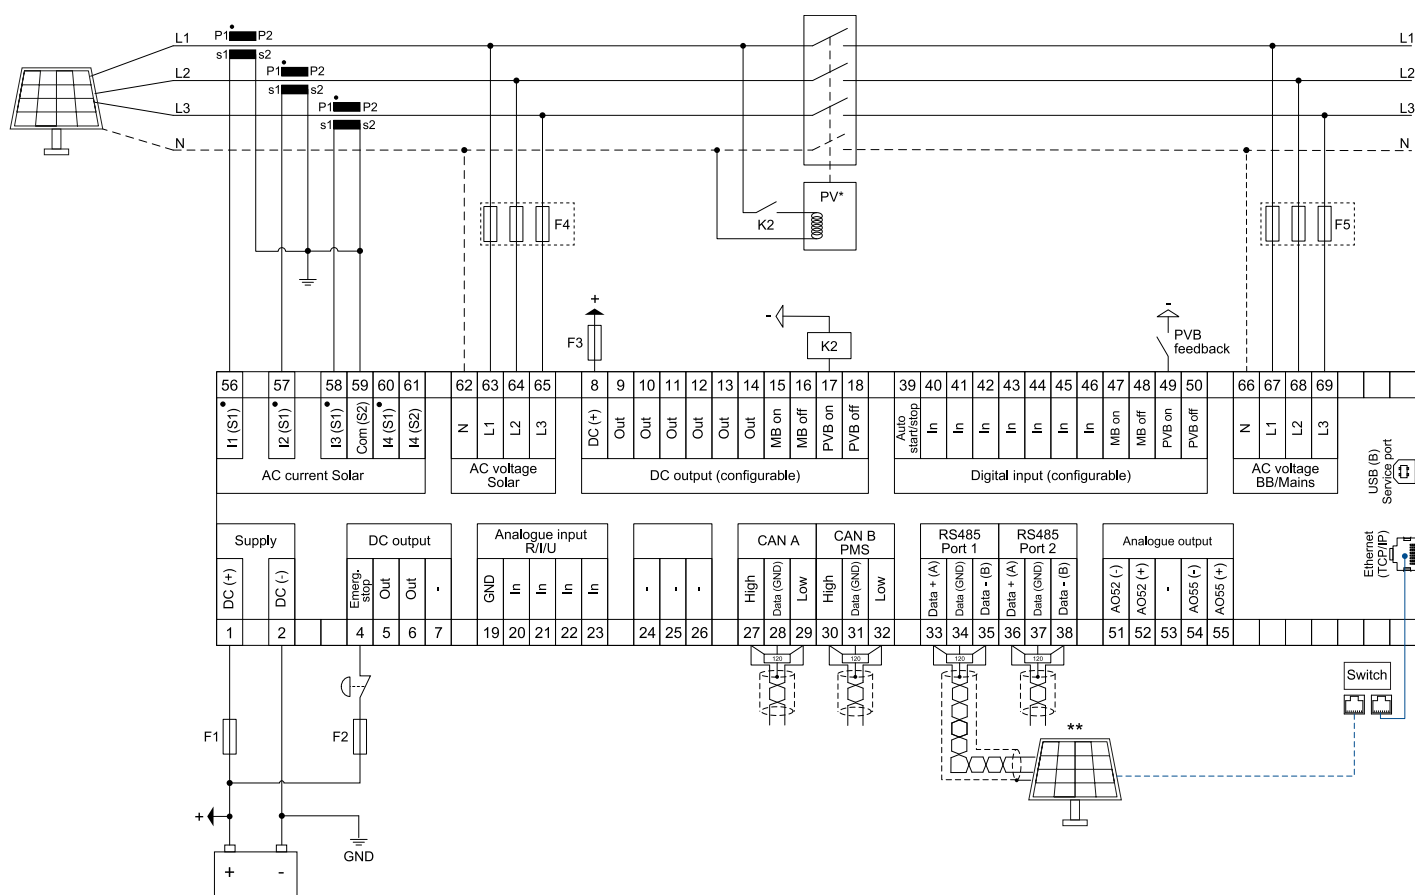 L1 P1 P2 L1
s1 s2
L2 P1 P2 L2
s1 s2
L3 P1 P2 L3
s1 s2
N N
PV*
K2
F4 F5
+ - -
F3 K2 PVB
feedback
56 57 58 59 60 61 62 63 64 65 8 9 10 11 12 13 14 15 16 17 18 39 40 41 42 43 44 45 46 47 48 49 50 66 67 68 69
I1 (S1)
I2 (S1)
I3 (S1)
Com (S2)
I4 (S1)
I4 (S2)
N
L1
L2
L3
DC (+)
Out
Out
Out
Out
Out
Out
MB on
MB off
PVB on
PVB off
Auto
start/stop
In
In
In
In
In
In
In
MB on
MB off
PVB on
PVB off
N
L1
L2
L3
AC current Solar
AC voltage
Solar
DC output (configurable)
Digital input (configurable)
AC voltage
BB/Mains
USB (B)
Service port
Ethernet
(TCP/IP)
Supply
DC output
Analogue input
R/I/U
CAN A
CAN B
PMS
RS485
Port 1
RS485
Port 2
Analogue output
DC (+)
DC (-)
Emerg.
stop
Out
Out
-
GND
In
In
In
In
-
-
-
High
Data (GND)
Low
High
Data (GND)
Low
Data + (A)
Data (GND)
Data - (B)
Data + (A)
Data (GND)
Data - (B)
AO52 (-)
AO52 (+)
-
AO55 (-)
AO55 (+)
1 2 4 5 6 7 19 20 21 22 23 24 25 26 27 28 29 30 31 32 33 34 35 36 37 38 51 52 53 54 55
120 120 120 120
Switch
F1 F2 **
+
GND
+ -